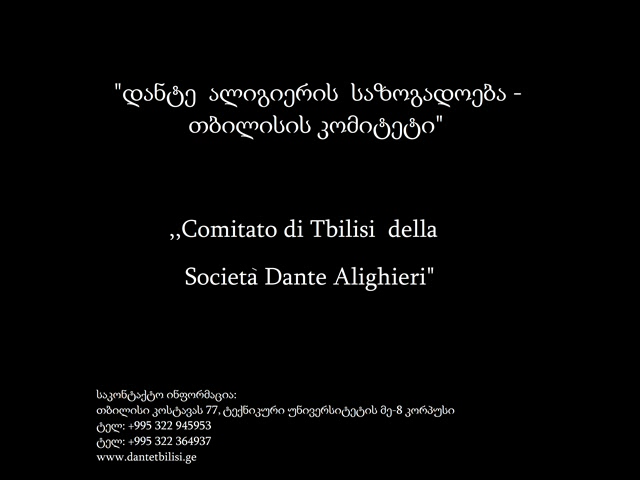 "დანტე ალიგიერის საზოგადოება -
თბილისის კომიტეტი"
,,Comitato di Tbilisi della
Società Dante Alighieri"
საკონტაქტო ინფორმაცია:
თბილისი კოსტავას 77, ტექნიკური უნივერსიტეტის მე-8 კორპუსი
ტელ: +995 322 945953
ტელ: +995 322 364937
www.dantetbilisi.ge